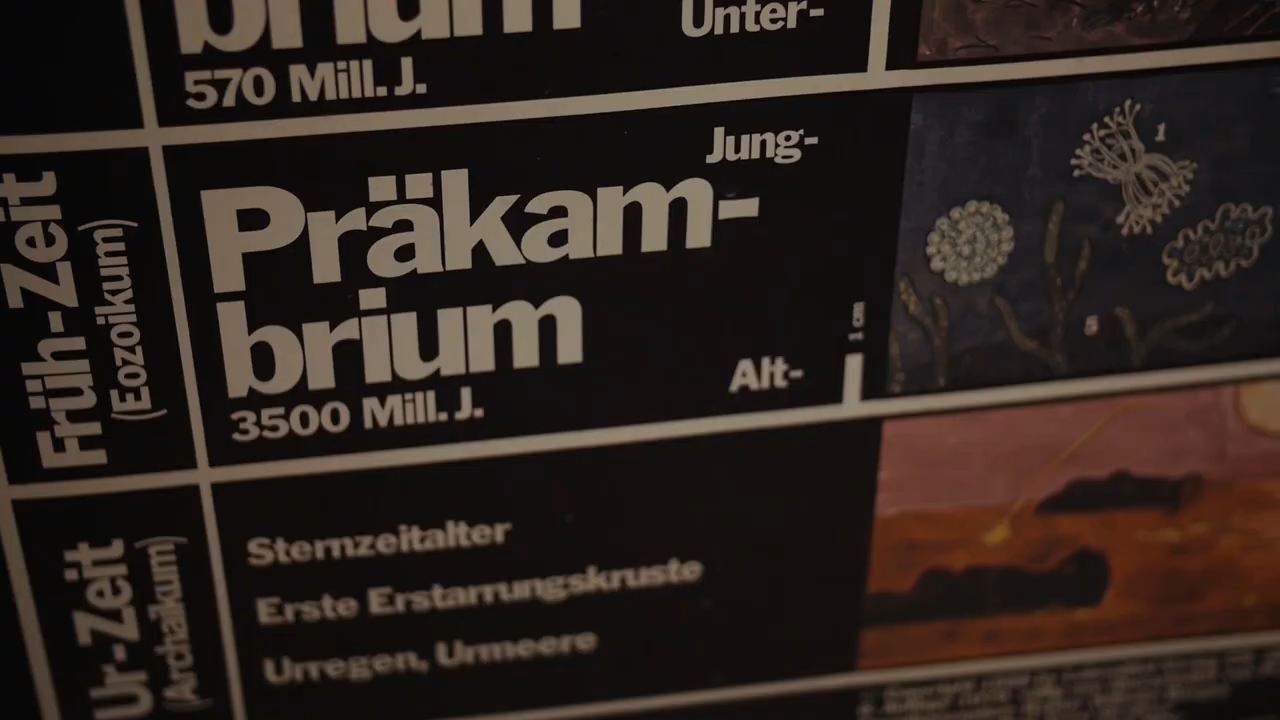 brium
Unter-
570 Mill. J.
Früh-Zeit
(Eozoikum)
Jung-
Präkam-
brium
3500 Mill. J.
Alt-
1
5
Ur-Zeit
(Archaikum)
Sternzeitalter
Erste Erstarrungskruste
Urregen, Urmeere